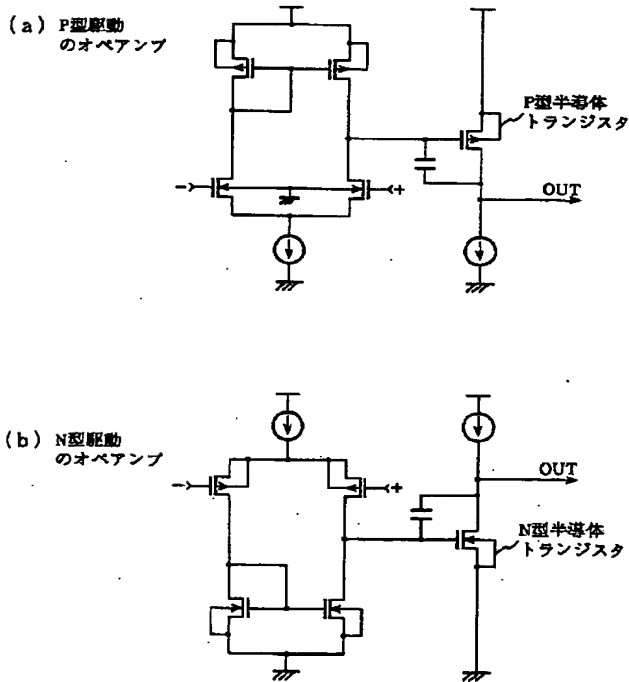 (a) P型駆動
のオペアンプ
P型半導体
トランジスタ
− +
OUT
(b) N型駆動
のオペアンプ
− +
OUT
N型半導体
トランジスタ